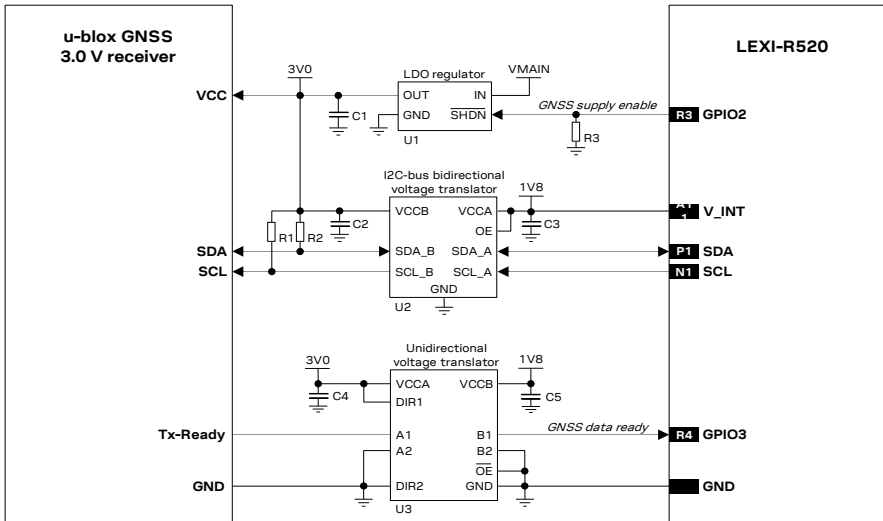 u-blox GNSS
3.0 V receiver
LEXI-R520
3V0
LDO regulator
VMAIN
VCC
OUT
IN
GNSS supply enable
C1
GND
SHDN
R3
GPIO2
U1
R3
I2C-bus bidirectional
voltage translator
1V8
VCCB
VCCA
V_INT
C2
OE
C3
R1
R2
SDA
SDA_B
SDA_A
P1
SDA
SCL
SCL_B
SCL_A
N1
SCL
GND
U2
Unidirectional
voltage translator
3V0
1V8
VCCA
VCCB
C4
DIR1
C5
Tx-Ready
A1
B1
GNSS data ready
R4
GPIO3
A2
B2
OE
GND
DIR2
GND
GND
U3